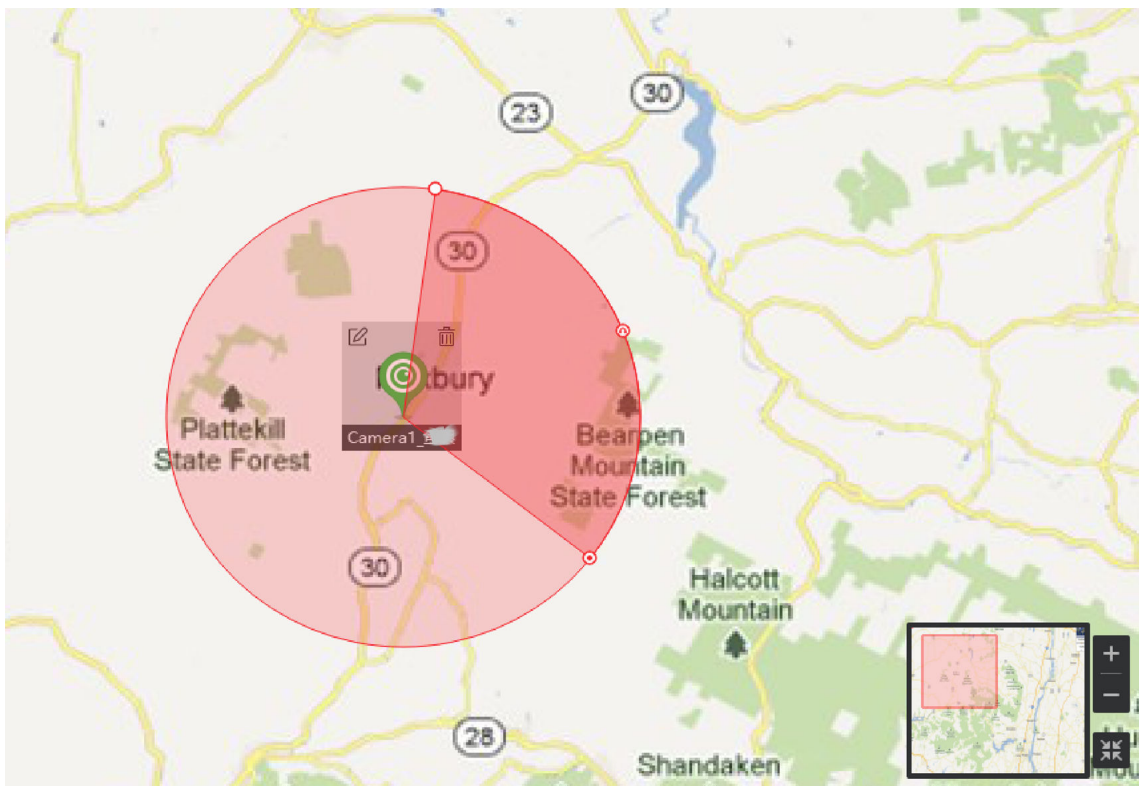 30
23
30
Plattekill
State Forest
Camera1_
Bearpen
Mountain
State Forest
30
Halcott
Mountain
28
Shandaken